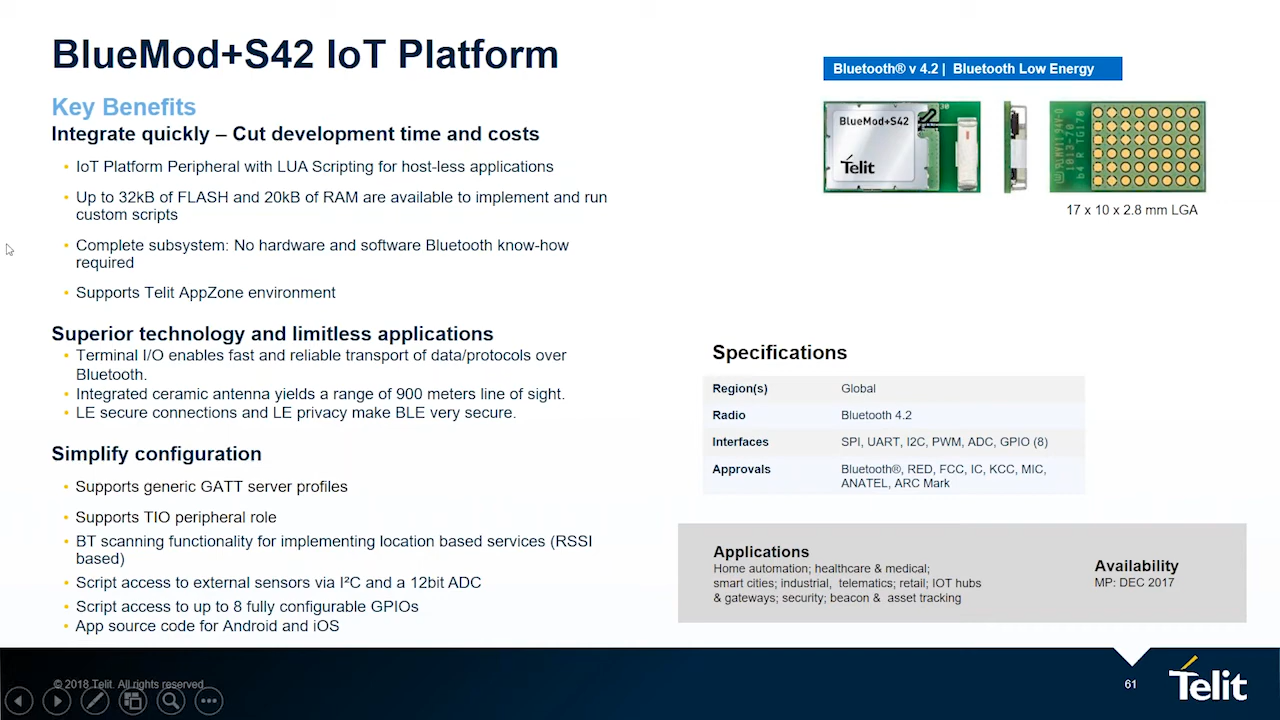 BlueMod+S42 IoT Platform
Key Benefits
Integrate quickly – Cut development time and costs
• IoT Platform Peripheral with LUA Scripting for host-less applications
• Up to 32kB of FLASH and 20kB of RAM are available to implement and run
custom scripts
• Complete subsystem: No hardware and software Bluetooth know-how
required
• Supports Telit AppZone environment
Superior technology and limitless applications
• Terminal I/O enables fast and reliable transport of data/protocols over
Bluetooth.
• Integrated ceramic antenna yields a range of 900 meters line of sight.
• LE secure connections and LE privacy make BLE very secure.
Simplify configuration
• Supports generic GATT server profiles
• Supports TIO peripheral role
• BT scanning functionality for implementing location based services (RSSI
based)
• Script access to external sensors via I²C and a 12bit ADC
• Script access to up to 8 fully configurable GPIOs
• App source code for Android and iOS
Bluetooth® v 4.2 | Bluetooth Low Energy
BlueMod+S42
Telit
17 x 10 x 2.8 mm LGA
Specifications
Region(s) Global
Radio Bluetooth 4.2
Interfaces SPI, UART, I2C, PWM, ADC, GPIO (8)
Approvals Bluetooth®, RED, FCC, IC, KCC, MIC,
ANATEL, ARC Mark
Applications
Home automation; healthcare & medical;
smart cities; industrial, telematics; retail; IOT hubs
& gateways; security; beacon & asset tracking
Availability
MP: DEC 2017
© 2018 Telit. All rights reserved
61
Telit